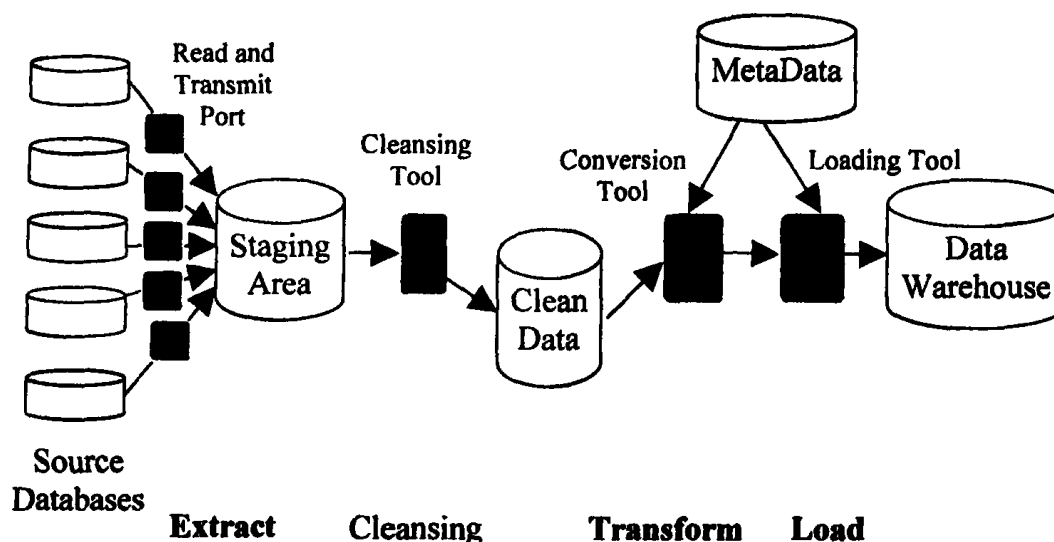 Read and
Transmit
Port
MetaData
Cleansing
Tool
Conversion
Tool
Loading Tool
Staging
Area
Clean
Data
Data
Warehouse
Source
Databases
Extract
Cleansing
Transform
Load